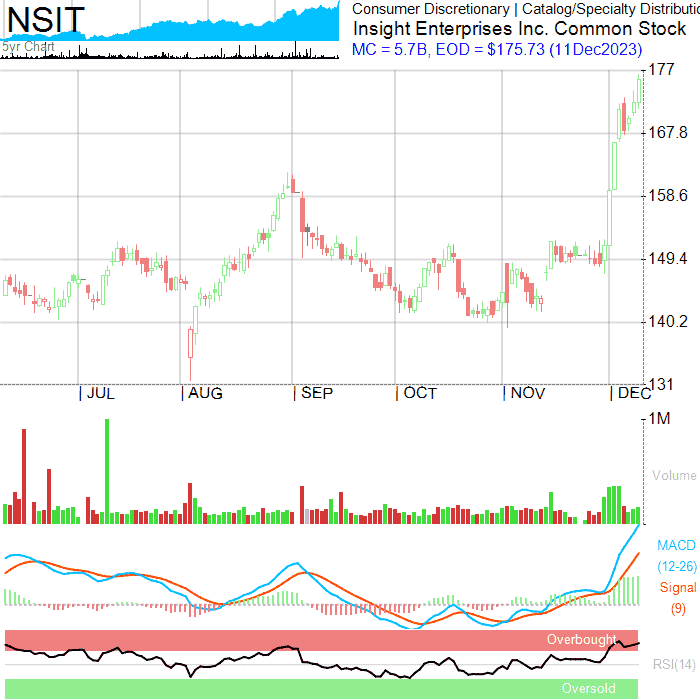 NSIT
5yr Chart
Consumer Discretionary | Catalog/Specialty Distributio
Insight Enterprises Inc. Common Stock
MC = 5.7B, EOD = $175.73 (11Dec2023)
177
167.8
158.6
149.4
140.2
131
| JUL | AUG | SEP | OCT | NOV | DEC
1M
Volume
MACD
(12-26)
Signal
(9)
Overbought
RSI(14)
Oversold